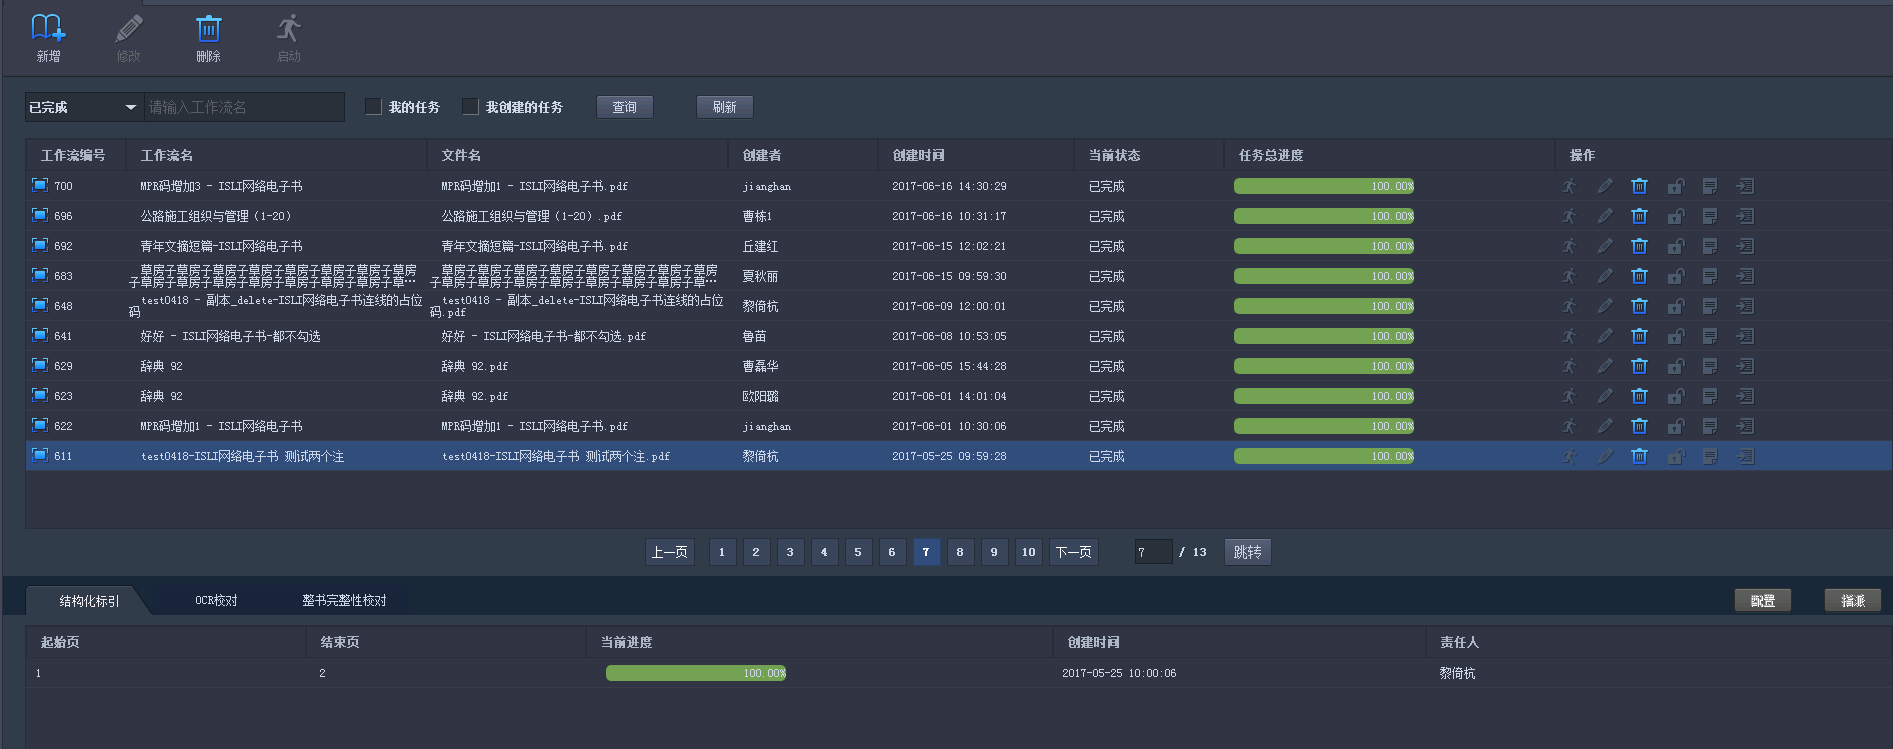 新增 修改 删除 启动
已完成 请输入工作流名 我的任务 我创建的任务 查询 刷新
工作流编号 工作流名 文件名 创建者 创建时间 当前状态 任务总进度 操作
700 MPR码增加3 - ISLI网络电子书 MPR码增加1 - ISLI网络电子书.pdf jianghan 2017-06-16 14:30:29 已完成 100.00%
696 公路施工组织与管理（1-20） 公路施工组织与管理（1-20）.pdf 曹栋1 2017-06-16 10:31:17 已完成 100.00%
692 青年文摘短篇-ISLI网络电子书 青年文摘短篇-ISLI网络电子书.pdf 丘建红 2017-06-15 12:02:21 已完成 100.00%
草房子草房子草房子草房子草房子草房子草房子草房 草房子草房子草房子草房子草房子草房子草房子草房
683 子草房子草房子草房子草房子草房子草房子草房子草… 子草房子草房子草房子草房子草房子草房子草房子草… 夏秋丽 2017-06-15 09:59:30 已完成 100.00%
test0418 - 副本_delete-ISLI网络电子书连线的占位 test0418 - 副本_delete-ISLI网络电子书连线的占位
648 码 码.pdf 黎倚杭 2017-06-09 12:00:01 已完成 100.00%
641 好好 - ISLI网络电子书-都不勾选 好好 - ISLI网络电子书-都不勾选.pdf 鲁苗 2017-06-08 10:53:05 已完成 100.00%
629 辞典 92 辞典 92.pdf 曹磊华 2017-06-05 15:44:28 已完成 100.00%
623 辞典 92 辞典 92.pdf 欧阳璐 2017-06-01 14:01:04 已完成 100.00%
622 MPR码增加1 - ISLI网络电子书 MPR码增加1 - ISLI网络电子书.pdf jianghan 2017-06-01 10:30:06 已完成 100.00%
611 test0418-ISLI网络电子书 测试两个注 test0418-ISLI网络电子书 测试两个注.pdf 黎倚杭 2017-05-25 09:59:28 已完成 100.00%
上一页 1 2 3 4 5 6 7 8 9 10 下一页 7 / 13 跳转
结构化标引 OCR校对 整书完整性校对 配置 指派
起始页 结束页 当前进度 创建时间 责任人
1 2 100.00% 2017-05-25 10:00:06 黎倚杭